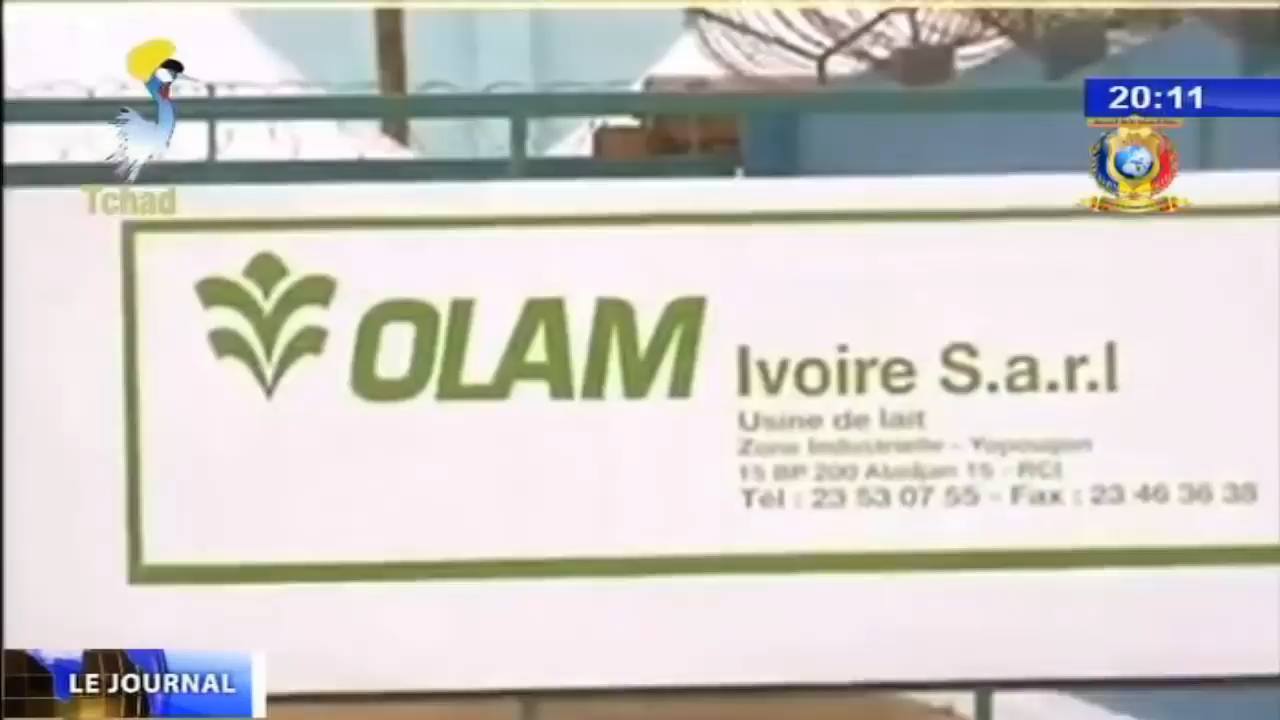 20:11
Tchad
OLAM
Ivoire S.a.r.l
Usine de lait
Zone Industrielle - Yopougon
15 BP 200 Abidjan 15 - RCI
Tél : 23 53 07 55 - Fax : 23 46 36 38
LE JOURNAL